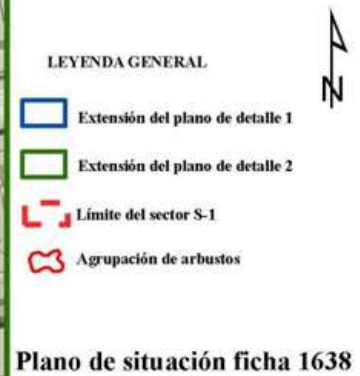 N
LEYENDA GENERAL
Extensión del plano de detalle 1
Extensión del plano de detalle 2
Límite del sector S-1
Agrupación de arbustos
Plano de situación ficha 1638